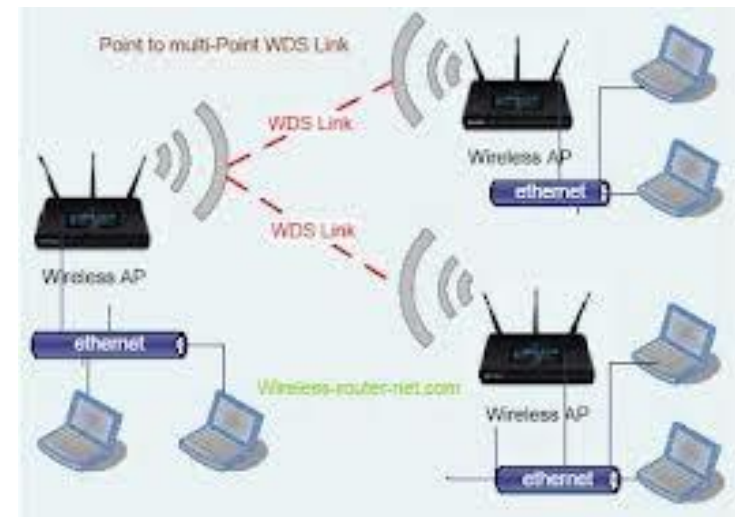 Point to multi-Point WDS Link
WDS Link
Wireless AP
ethernet
WDS Link
Wireless AP
ethernet
Wireless-router-net.com
Wireless AP
ethernet